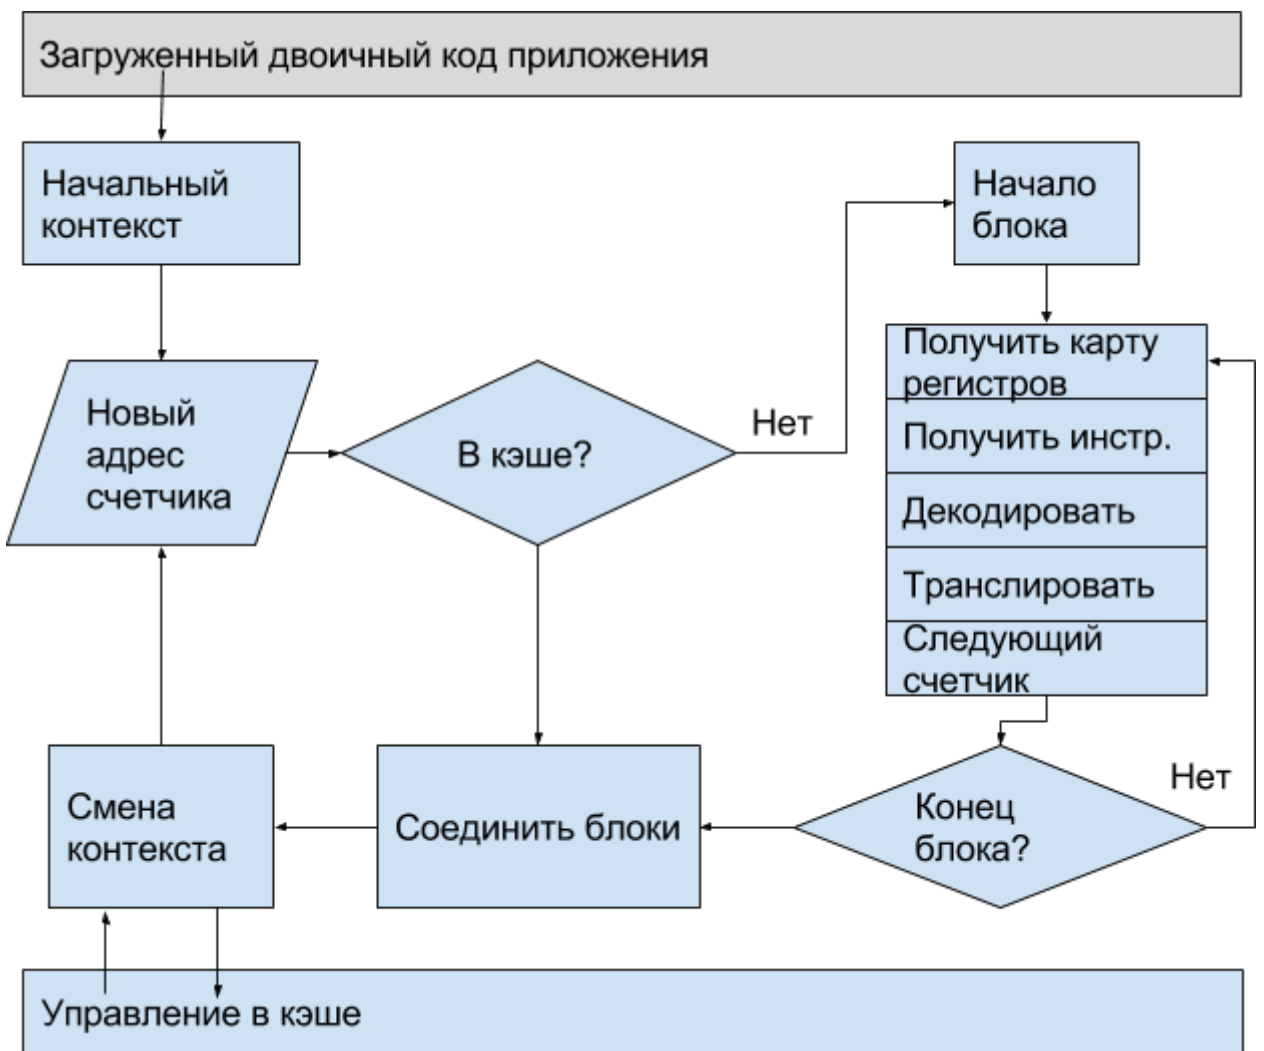 Загруженный двоичный код приложения
Начальный
контекст
Начало
блока
Новый
адрес
счетчика
В кэше?
Нет
Получить карту
регистров
Получить инстр.
Декодировать
Транслировать
Следующий
счетчик
Смена
контекста
Соединить блоки
Конец
блока?
Нет
Управление в кэше